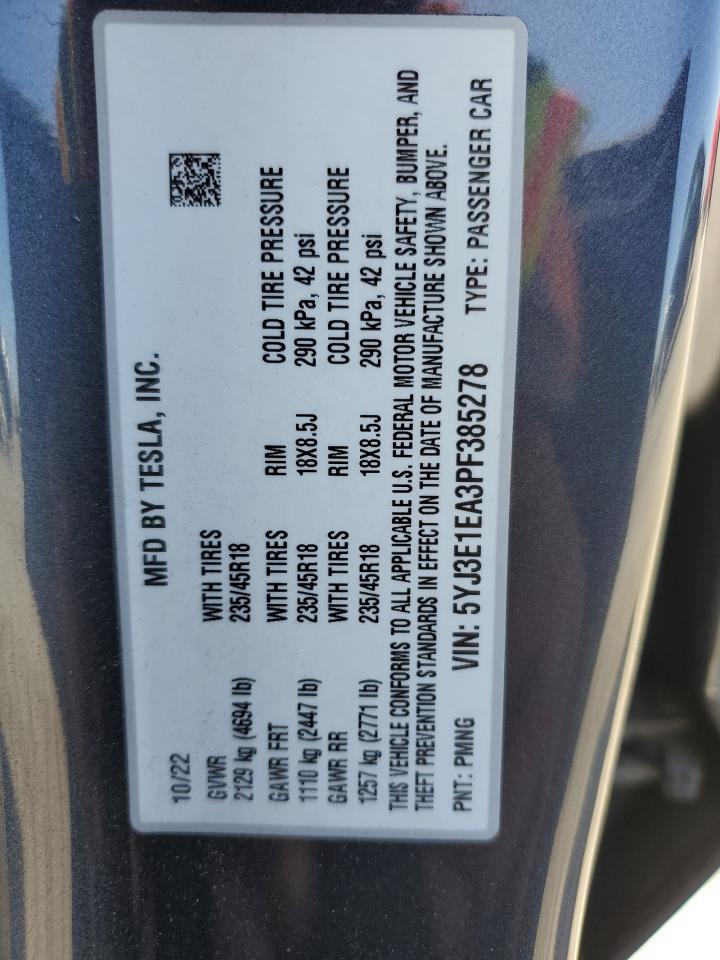 MFD BY TESLA, INC.
10/22
GVWR WITH TIRES
2129 kg (4694 lb) 235/45R18
GAWR FRT WITH TIRES RIM COLD TIRE PRESSURE
1110 kg (2447 lb) 235/45R18 18X8.5J 290 kPa, 42 psi
GAWR RR WITH TIRES RIM COLD TIRE PRESSURE
1257 kg (2771 lb) 235/45R18 18X8.5J 290 kPa, 42 psi
THIS VEHICLE CONFORMS TO ALL APPLICABLE U.S. FEDERAL MOTOR VEHICLE SAFETY, BUMPER, AND
THEFT PREVENTION STANDARDS IN EFFECT ON THE DATE OF MANUFACTURE SHOWN ABOVE.
PNT: PMNG VIN: 5YJ3E1EA3PF385278 TYPE: PASSENGER CAR